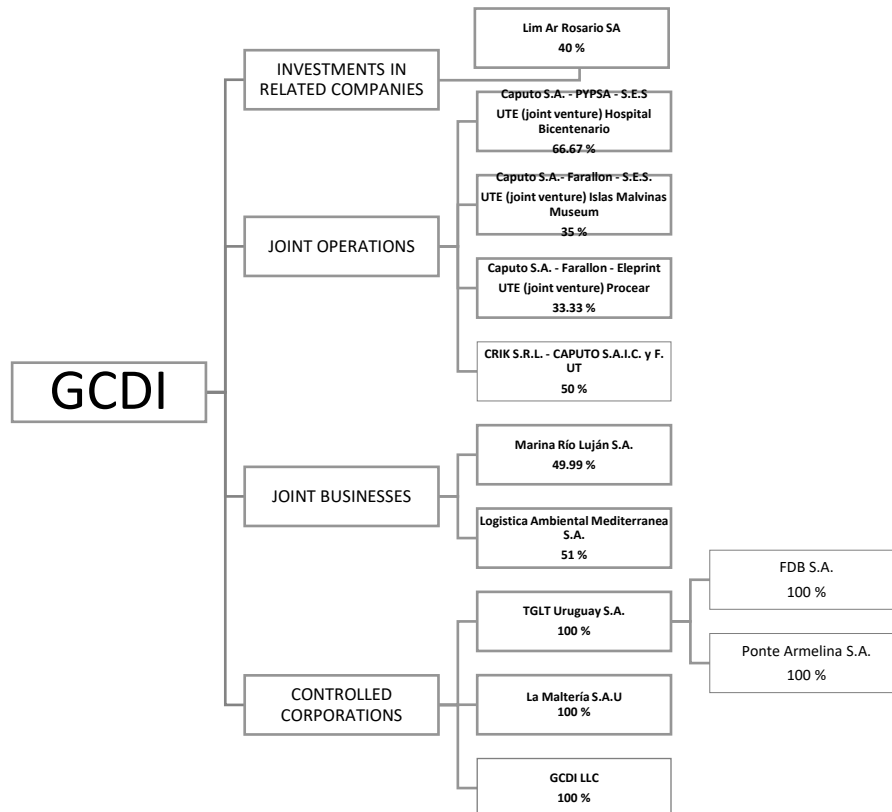 GCDI
INVESTMENTS IN
RELATED COMPANIES
Lim Ar Rosario SA
40 %
JOINT OPERATIONS
Caputo S.A. - PYPSA - S.E.S
UTE (joint venture) Hospital
Bicentenario
66.67 %
Caputo S.A.- Farallon - S.E.S.
UTE (joint venture) Islas Malvinas
Museum
35 %
Caputo S.A. - Farallon - Eleprint
UTE (joint venture) Procear
33.33 %
CRIK S.R.L. - CAPUTO S.A.I.C. y F.
UT
50 %
JOINT BUSINESSES
Marina Río Luján S.A.
49.99 %
Logistica Ambiental Mediterranea
S.A.
51 %
CONTROLLED
CORPORATIONS
TGLT Uruguay S.A.
100 %
FDB S.A.
100 %
Ponte Armelina S.A.
100 %
La Maltería S.A.U
100 %
GCDI LLC
100 %